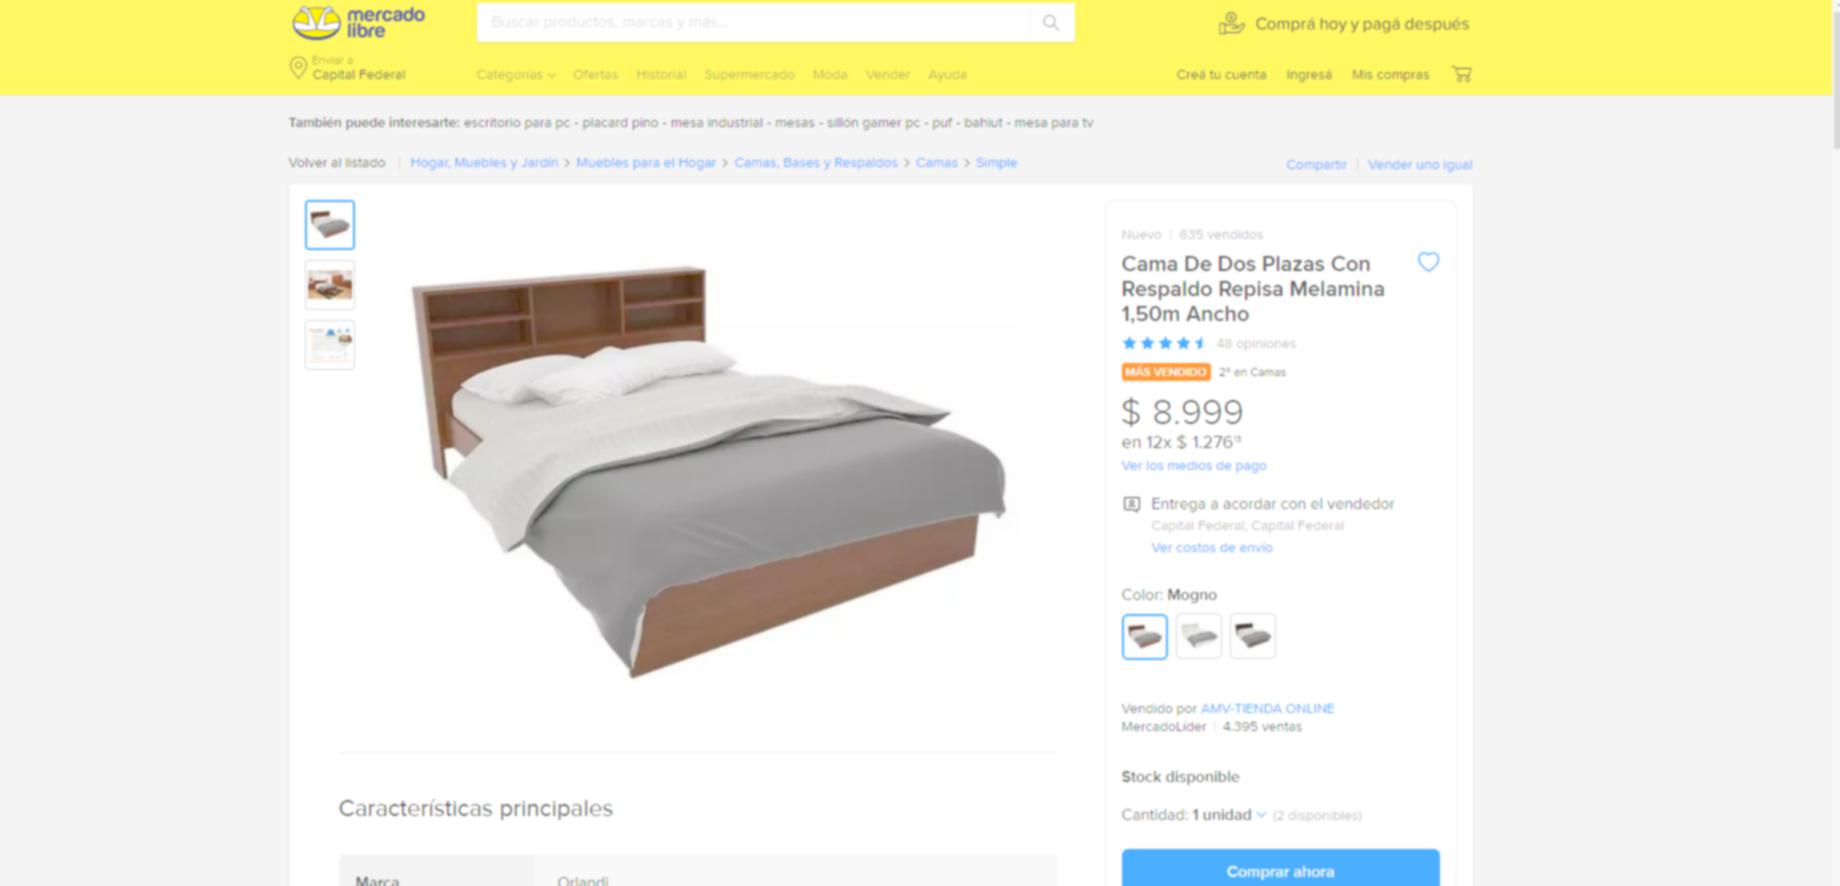 mercado
libre
Buscar productos, marcas y más...
Comprá hoy y pagá después
Enviar a
Capital Federal
Categorías Ofertas Historial Supermercado Moda Vender Ayuda
Creá tu cuenta Ingresá Mis compras
También puede interesarte: escritorio para pc - placard pino - mesa industrial - mesas - sillón gamer pc - puf - bahiut - mesa para tv
Volver al listado | Hogar, Muebles y Jardín > Muebles para el Hogar > Camas, Bases y Respaldos > Camas > Simple
Compartir | Vender uno igual
Nuevo | 635 vendidos
Cama De Dos Plazas Con
Respaldo Repisa Melamina
1,50m Ancho
48 opiniones
MÁS VENDIDO 2º en Camas
$ 8.999
en 12x $ 1.276
Ver los medios de pago
Entrega a acordar con el vendedor
Capital Federal, Capital Federal
Ver costos de envío
Color: Mogno
Vendido por AMV-TIENDA ONLINE
MercadoLíder | 4.395 ventas
Stock disponible
Cantidad: 1 unidad (2 disponibles)
Comprar ahora
Características principales
Marca Orlandi